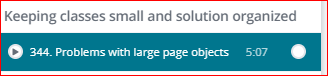 Keeping classes small and solution organized
344. Problems with large page objects 5:07